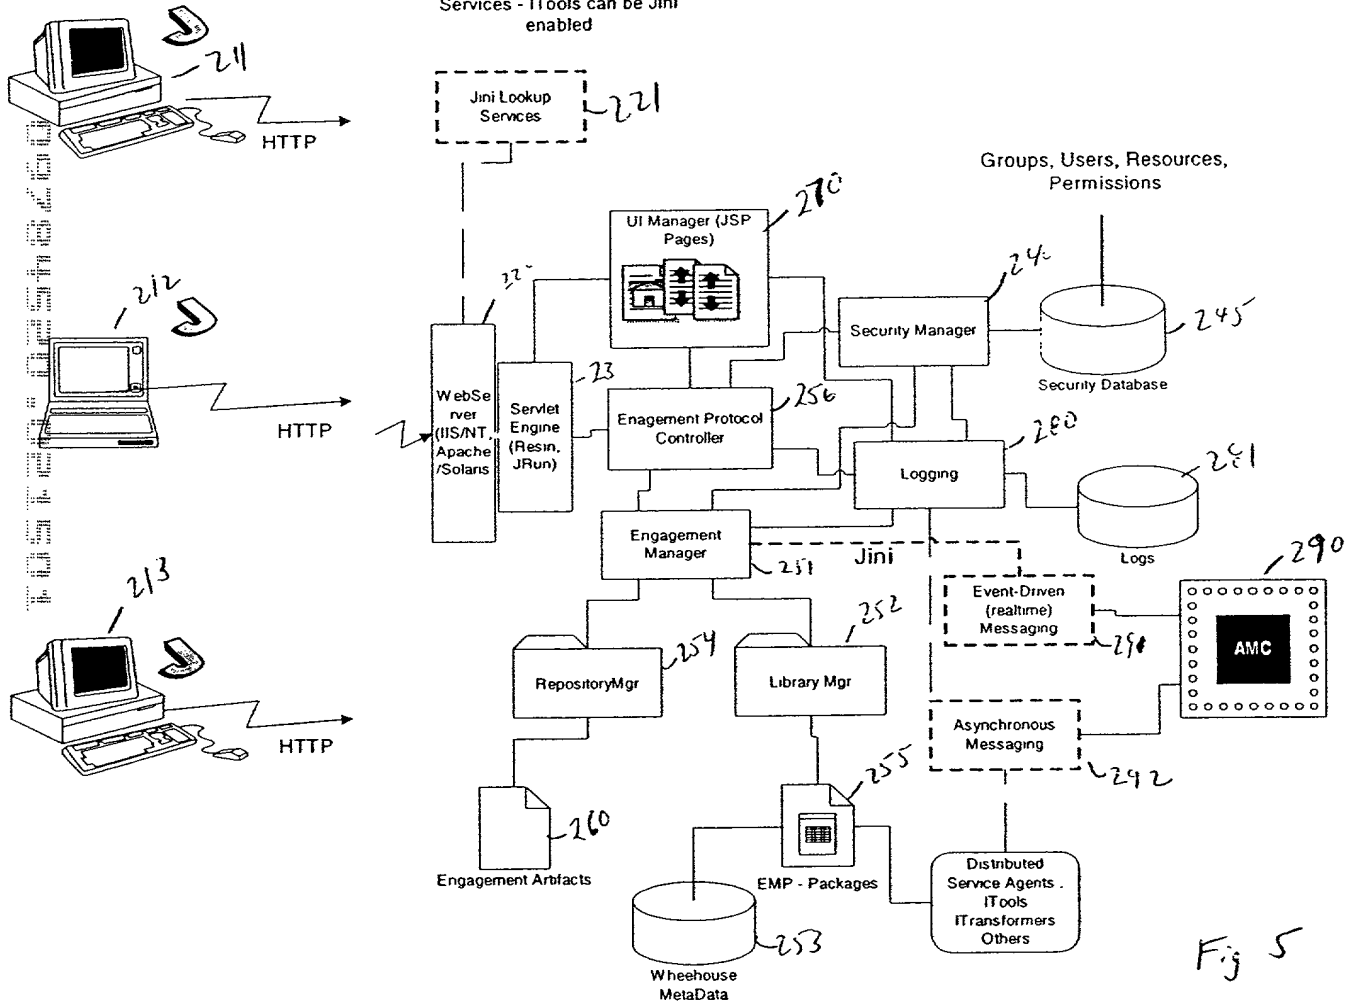 Services - ITools can be Jini
enabled
211
HTTP
Jini Lookup
Services
221
Groups, Users, Resources,
Permissions
UI Manager (JSP
Pages)
270
212
HTTP
WebSe
rver
(IIS/NT,
Apache
/Solaris
Servlet
Engine
(Resin,
JRun)
23
Enagement Protocol
Controller
256
Security Manager
245
Security Database
Logging
280
Logs
Engagement
Manager
251
Jini
Event-Driven
(realtime)
Messaging
290
AMC
213
HTTP
RepositoryMgr
254
Library Mgr
252
Asynchronous
Messaging
292
260
Engagement Artifacts
255
EMP - Packages
Distributed
Service Agents .
ITools
ITransformers
Others
253
Wheehouse
MetaData
Fig 5